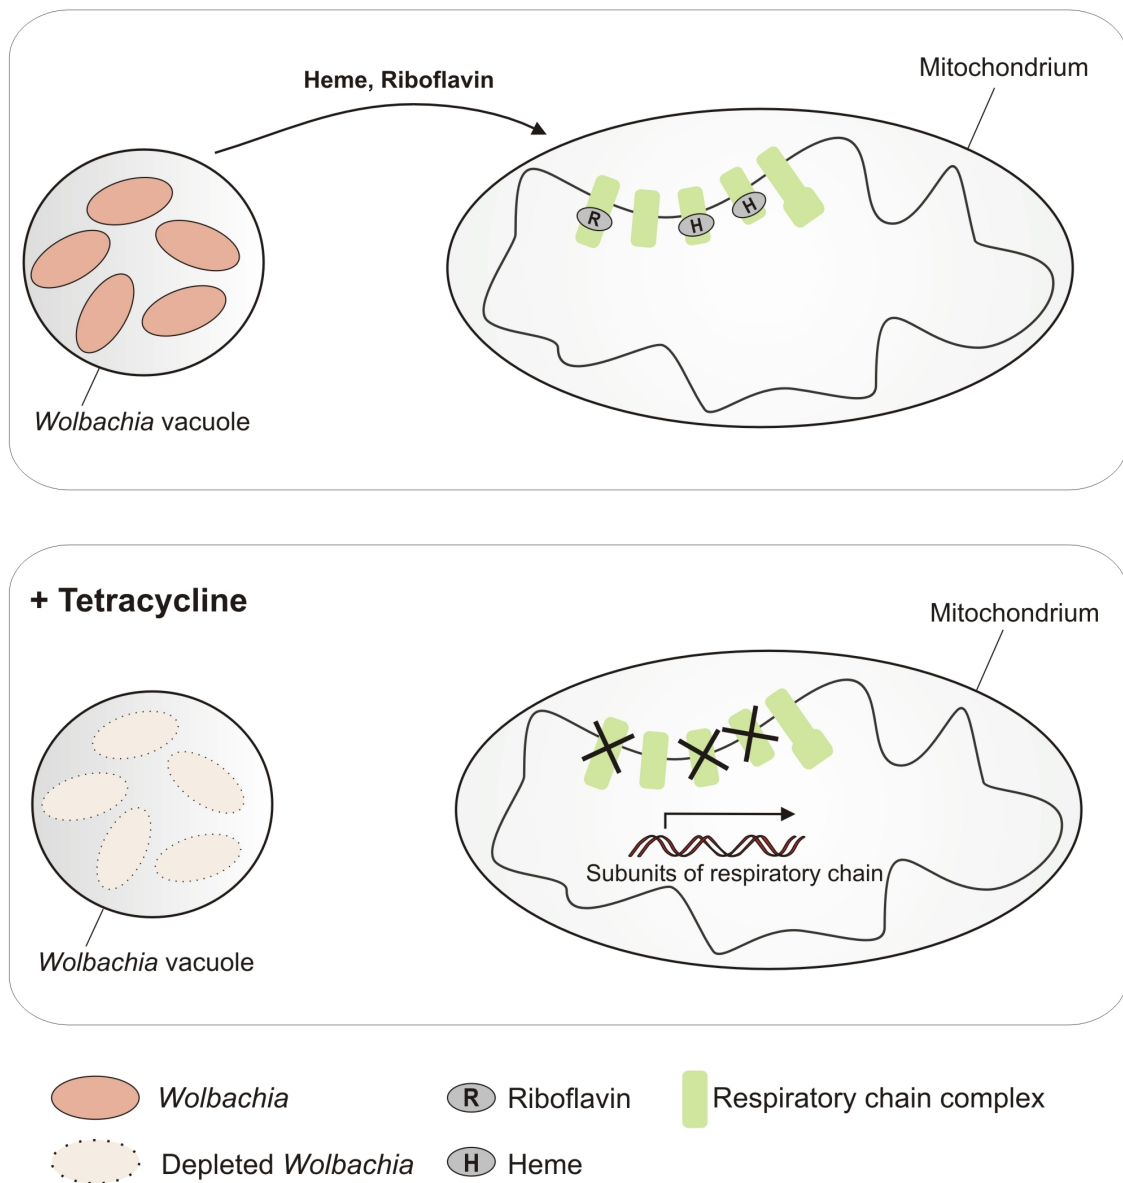 Heme, Riboflavin
Mitochondrium
R
H
H
Wolbachia vacuole
+ Tetracycline
Mitochondrium
Subunits of respiratory chain
Wolbachia vacuole
Wolbachia
R Riboflavin
Respiratory chain complex
Depleted Wolbachia
H Heme